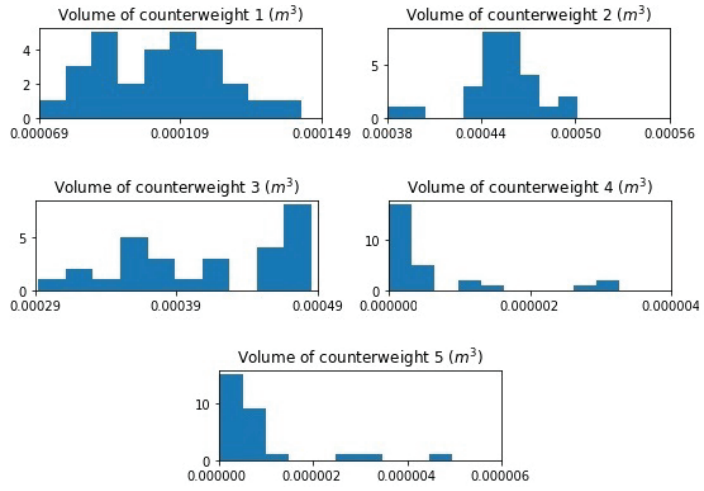 Volume of counterweight 1 (m³)
4
2
0
0.000069 0.000109 0.000149
Volume of counterweight 2 (m³)
5
0
0.00038 0.00044 0.00050 0.00056
Volume of counterweight 3 (m³)
5
0
0.00029 0.00039 0.00049
Volume of counterweight 4 (m³)
10
0
0.000000 0.000002 0.000004
Volume of counterweight 5 (m³)
10
0
0.000000 0.000002 0.000004 0.000006